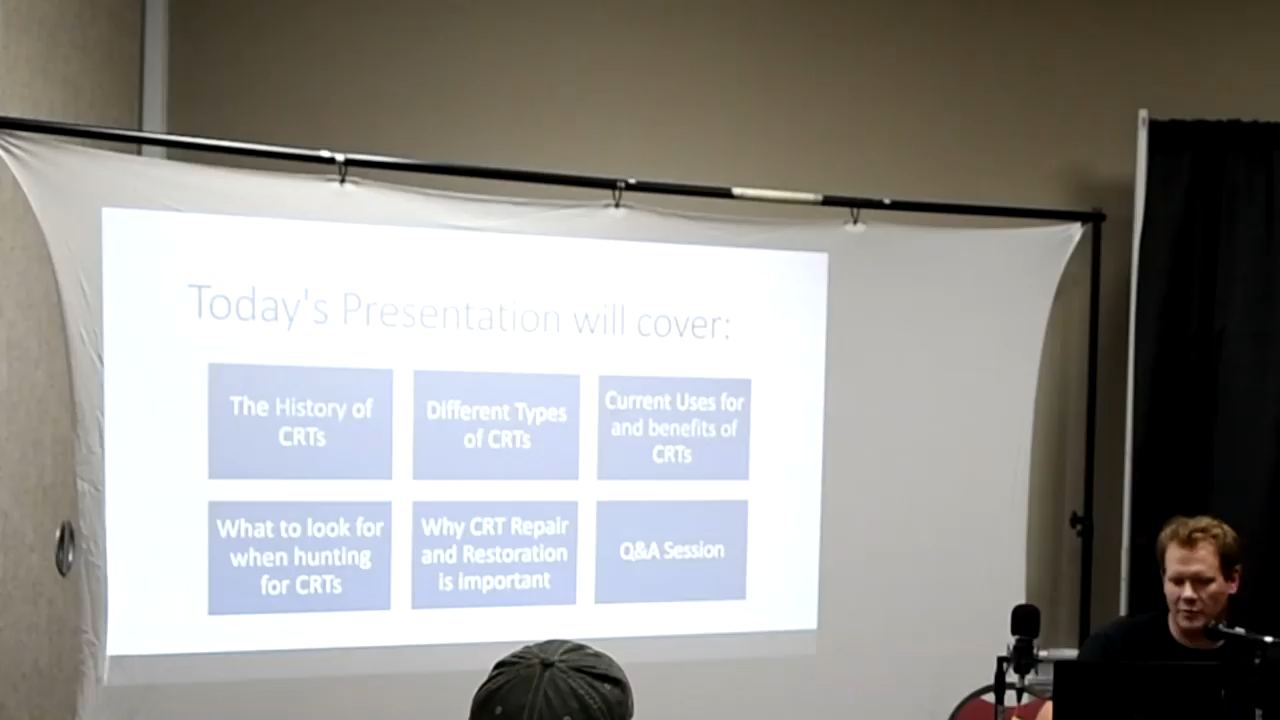 Today's Presentation will cover:
The History of
CRTs
Different Types
of CRTs
Current Uses for
and benefits of
CRTs
What to look for
when hunting
for CRTs
Why CRT Repair
and Restoration
is important
Q&A Session